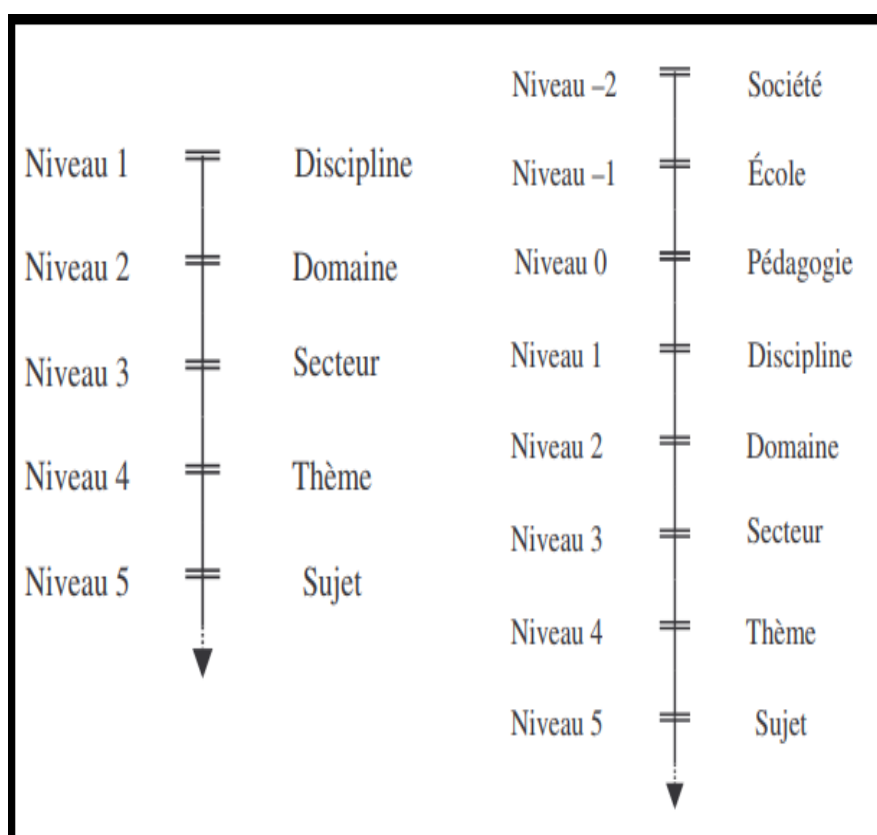 Niveau 1 Discipline
Niveau 2 Domaine
Niveau 3 Secteur
Niveau 4 Thème
Niveau 5 Sujet
Niveau –2 Société
Niveau –1 École
Niveau 0 Pédagogie
Niveau 1 Discipline
Niveau 2 Domaine
Niveau 3 Secteur
Niveau 4 Thème
Niveau 5 Sujet